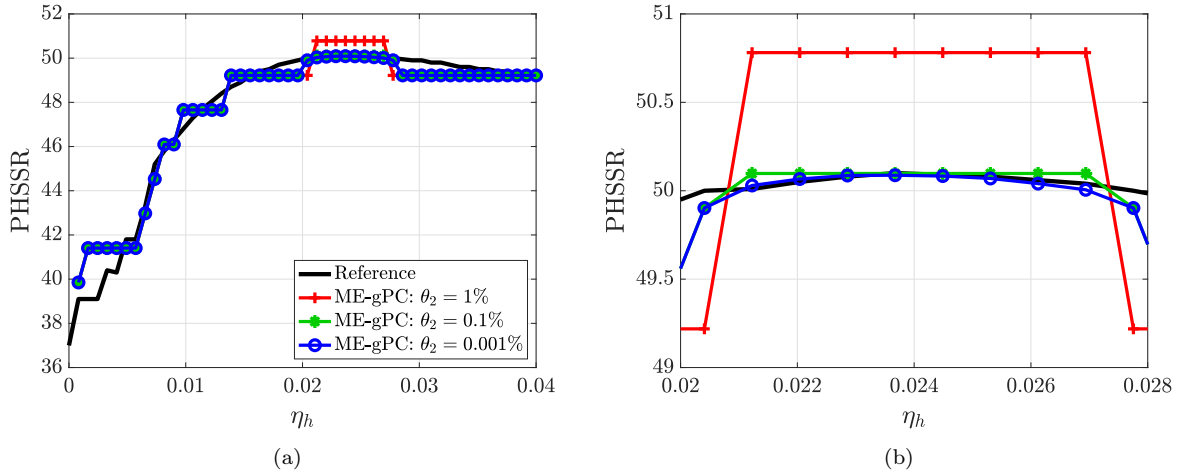 52
50
48
46
44
42
40
38
36
PHSSR
0
0.01
0.02
0.03
0.04
η_h
Reference
ME-gPC: θ₂ = 1%
ME-gPC: θ₂ = 0.1%
ME-gPC: θ₂ = 0.001%
(a)
51
50.5
50
49.5
49
PHSSR
0.02
0.022
0.024
0.026
0.028
η_h
(b)